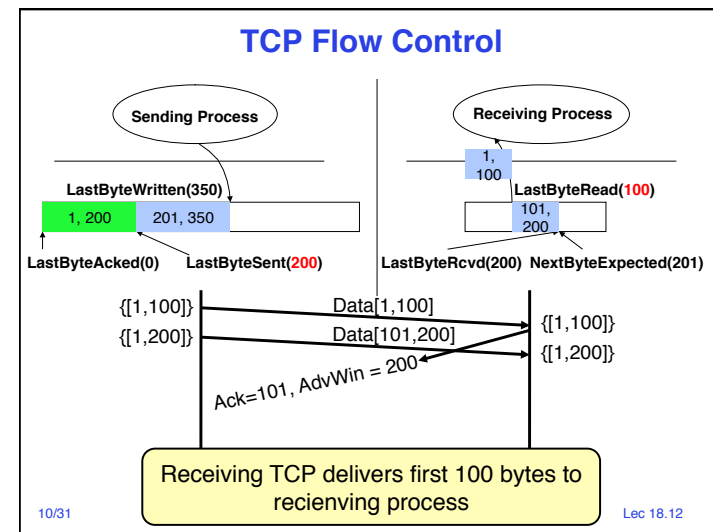 TCP Flow Control
Sending Process
Receiving Process
1,
100
LastByteWritten(350)
LastByteRead(100)
1, 200
201, 350
101,
200
LastByteAcked(0)
LastByteSent(200)
LastByteRcvd(200)
NextByteExpected(201)
{[1,100]}
Data[1,100]
{[1,100]}
{[1,200]}
Data[101,200]
{[1,200]}
Ack=101, AdvWin = 200
Receiving TCP delivers first 100 bytes to
recienving process
10/31
Lec 18.12